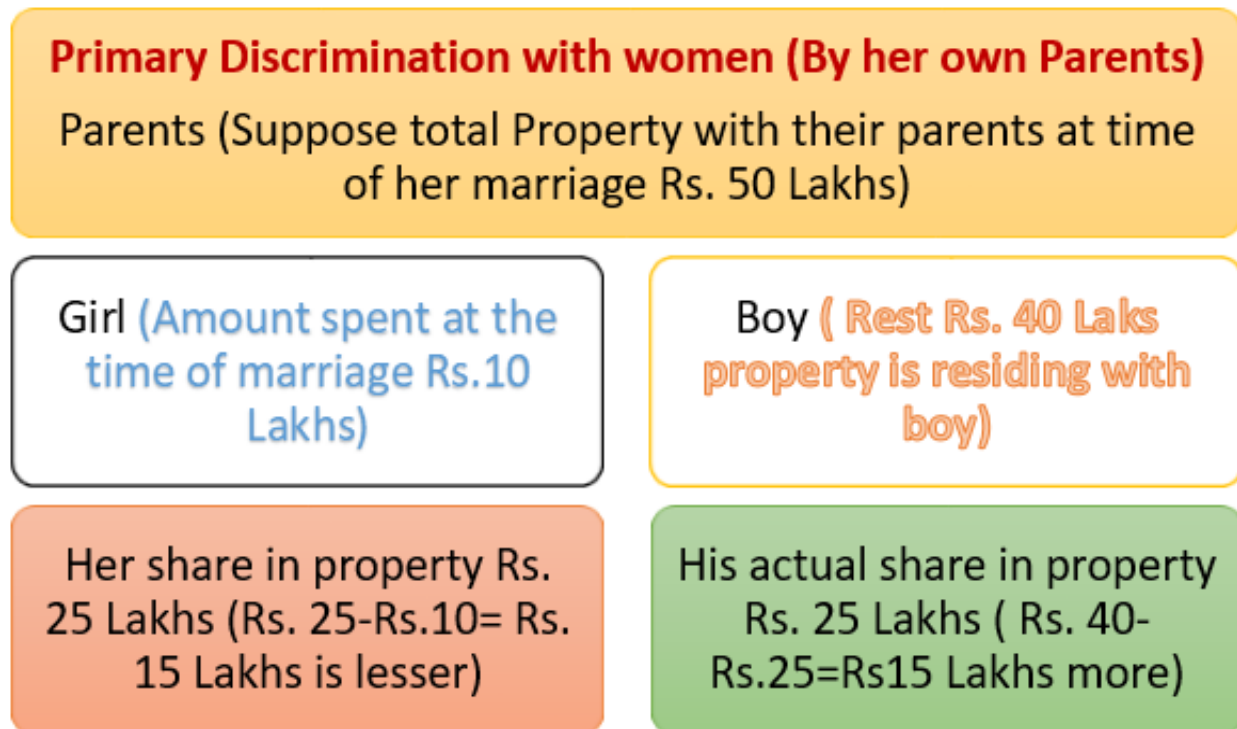 Primary Discrimination with women (By her own Parents)
Parents (Suppose total Property with their parents at time
of her marriage Rs. 50 Lakhs)
Girl (Amount spent at the
time of marriage Rs.10
Lakhs)
Boy ( Rest Rs. 40 Laks
property is residing with
boy)
Her share in property Rs.
25 Lakhs (Rs. 25-Rs.10= Rs.
15 Lakhs is lesser)
His actual share in property
Rs. 25 Lakhs ( Rs. 40-
Rs.25=Rs15 Lakhs more)